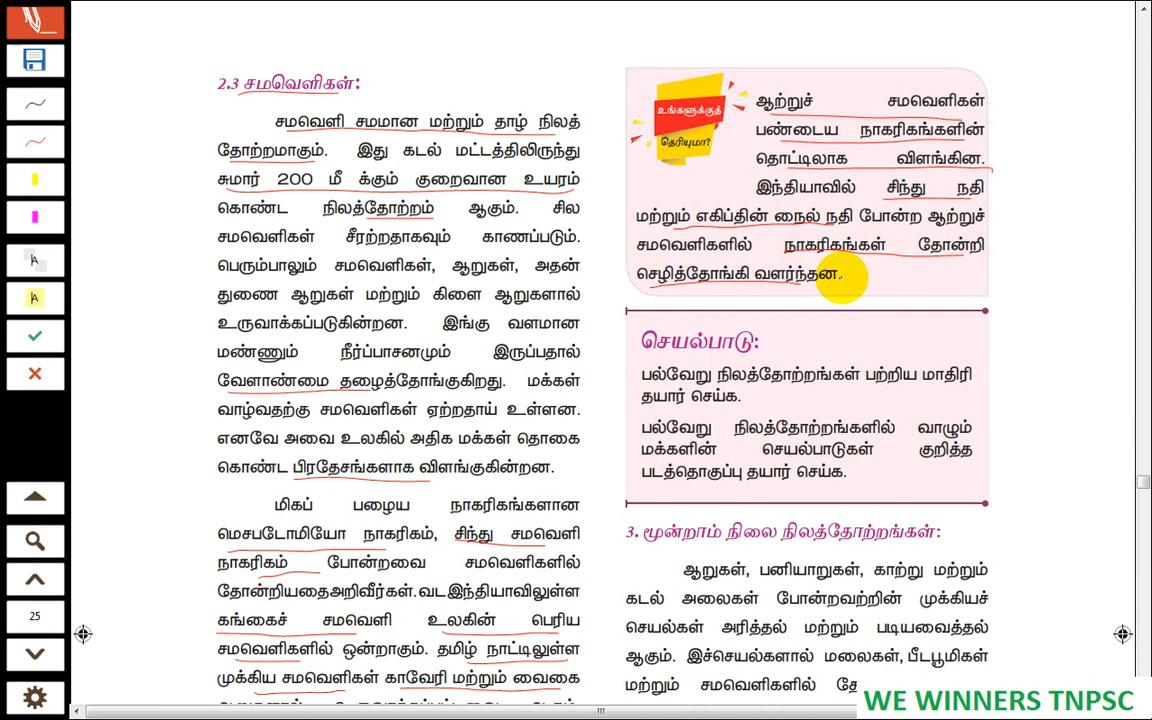 2.3 சமவெளிகள்:
சமவெளி சமமான மற்றும் தாழ் நிலத்
தோற்றமாகும். இது கடல் மட்டத்திலிருந்து
சுமார் 200 மீ க்கும் குறைவான உயரம்
கொண்ட நிலத்தோற்றம் ஆகும். சில
சமவெளிகள் சீரற்றதாகவும் காணப்படும்.
பெரும்பாலும் சமவெளிகள், ஆறுகள், அதன்
துணை ஆறுகள் மற்றும் கிளை ஆறுகளால்
உருவாக்கப்படுகின்றன. இங்கு வளமான
மண்ணும் நீர்ப்பாசனமும் இருப்பதால்
வேளாண்மை தழைத்தோங்குகிறது. மக்கள்
வாழ்வதற்கு சமவெளிகள் ஏற்றதாய் உள்ளன.
எனவே அவை உலகில் அதிக மக்கள் தொகை
கொண்ட பிரதேசங்களாக விளங்குகின்றன.
மிகப் பழைய நாகரிகங்களான
மெசபடோமியோ நாகரிகம், சிந்து சமவெளி
நாகரிகம் போன்றவை சமவெளிகளில்
தோன்றியதைஅறிவீர்கள்.வடஇந்தியாவிலுள்ள
கங்கைச் சமவெளி உலகின் பெரிய
சமவெளிகளில் ஒன்றாகும். தமிழ் நாட்டிலுள்ள
முக்கிய சமவெளிகள் காவேரி மற்றும் வைகை
உங்களுக்குத்
தெரியுமா?
ஆற்றுச் சமவெளிகள்
பண்டைய நாகரிகங்களின்
தொட்டிலாக விளங்கின.
இந்தியாவில் சிந்து நதி
மற்றும் எகிப்தின் நைல் நதி போன்ற ஆற்றுச்
சமவெளிகளில் நாகரிகங்கள் தோன்றி
செழித்தோங்கி வளர்ந்தன.
செயல்பாடு:
பல்வேறு நிலத்தோற்றங்கள் பற்றிய மாதிரி
தயார் செய்க.
பல்வேறு நிலத்தோற்றங்களில் வாழும்
மக்களின் செயல்பாடுகள் குறித்த
படத்தொகுப்பு தயார் செய்க.
3. மூன்றாம் நிலை நிலத்தோற்றங்கள்:
ஆறுகள், பனியாறுகள், காற்று மற்றும்
கடல் அலைகள் போன்றவற்றின் முக்கியச்
செயல்கள் அரித்தல் மற்றும் படியவைத்தல்
ஆகும். இச்செயல்களால் மலைகள், பீடபூமிகள்
மற்றும் சமவெளிகளில்
WE WINNERS TNPSC
25